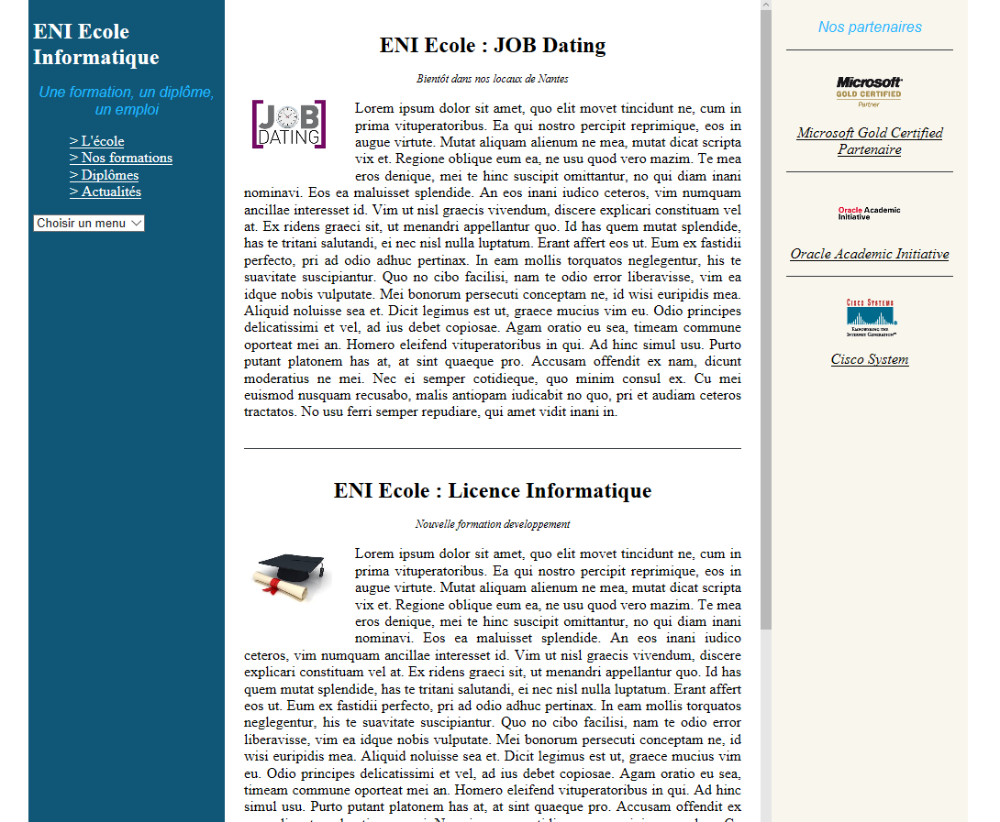 ENI Ecole
Informatique
Une formation, un diplôme,
un emploi
> L'école
> Nos formations
> Diplômes
> Actualités
Choisir un menu
ENI Ecole : JOB Dating
Bientôt dans nos locaux de Nantes
JOB
DATING
Lorem ipsum dolor sit amet, quo elit movet tincidunt ne, cum in
prima vituperatoribus. Ea qui nostro percipit reprimique, eos in
augue virtute. Mutat aliquam alienum ne mea, mutat dicat scripta
vix et. Regione oblique eum ea, ne usu quod vero mazim. Te mea
eros denique, mei te hinc suscipit omittantur, no qui diam inani
nominavi. Eos ea maluisset splendide. An eos inani iudico ceteros, vim numquam
ancillae interesset id. Vim ut nisl graecis vivendum, discere explicari constituam vel
at. Ex ridens graeci sit, ut menandri appellantur quo. Id has quem mutat splendide,
has te tritani salutandi, ei nec nisl nulla luptatum. Erant affert eos ut. Eum ex fastidii
perfecto, pri ad odio adhuc pertinax. In eam mollis torquatos neglegentur, his te
suavitate suscipiantur. Quo no cibo facilisi, nam te odio error liberavisse, vim ea
idque nobis vulputate. Mei bonorum persecuti conceptam ne, id wisi euripidis mea.
Aliquid noluisse sea et. Dicit legimus est ut, graece mucius vim eu. Odio principes
delicatissimi et vel, ad ius debet copiosae. Agam oratio eu sea, timeam commune
oporteat mei an. Homero eleifend vituperatoribus in qui. Ad hinc simul usu. Purto
putant platonem has at, at sint quaeque pro. Accusam offendit ex nam, dicunt
moderatius ne mei. Nec ei semper cotidieque, quo minim consul ex. Cu mei
euismod nusquam recusabo, malis antiopam iudicabit no quo, pri et audiam ceteros
tractatos. No usu ferri semper repudiare, qui amet vidit inani in.
ENI Ecole : Licence Informatique
Nouvelle formation developpement
Lorem ipsum dolor sit amet, quo elit movet tincidunt ne, cum in
prima vituperatoribus. Ea qui nostro percipit reprimique, eos in
augue virtute. Mutat aliquam alienum ne mea, mutat dicat scripta
vix et. Regione oblique eum ea, ne usu quod vero mazim. Te mea
eros denique, mei te hinc suscipit omittantur, no qui diam inani
nominavi. Eos ea maluisset splendide. An eos inani iudico
ceteros, vim numquam ancillae interesset id. Vim ut nisl graecis vivendum, discere
explicari constituam vel at. Ex ridens graeci sit, ut menandri appellantur quo. Id has
quem mutat splendide, has te tritani salutandi, ei nec nisl nulla luptatum. Erant affert
eos ut. Eum ex fastidii perfecto, pri ad odio adhuc pertinax. In eam mollis torquatos
neglegentur, his te suavitate suscipiantur. Quo no cibo facilisi, nam te odio error
liberavisse, vim ea idque nobis vulputate. Mei bonorum persecuti conceptam ne, id
wisi euripidis mea. Aliquid noluisse sea et. Dicit legimus est ut, graece mucius vim
eu. Odio principes delicatissimi et vel, ad ius debet copiosae. Agam oratio eu sea,
timeam commune oporteat mei an. Homero eleifend vituperatoribus in qui. Ad hinc
simul usu. Purto putant platonem has at, at sint quaeque pro. Accusam offendit ex
Nos partenaires
Microsoft
GOLD CERTIFIED
Partner
Microsoft Gold Certified
Partenaire
Oracle Academic
Initiative
Oracle Academic Initiative
CISCO SYSTEMS
EMPOWERING THE
INTERNET GENERATION
Cisco System